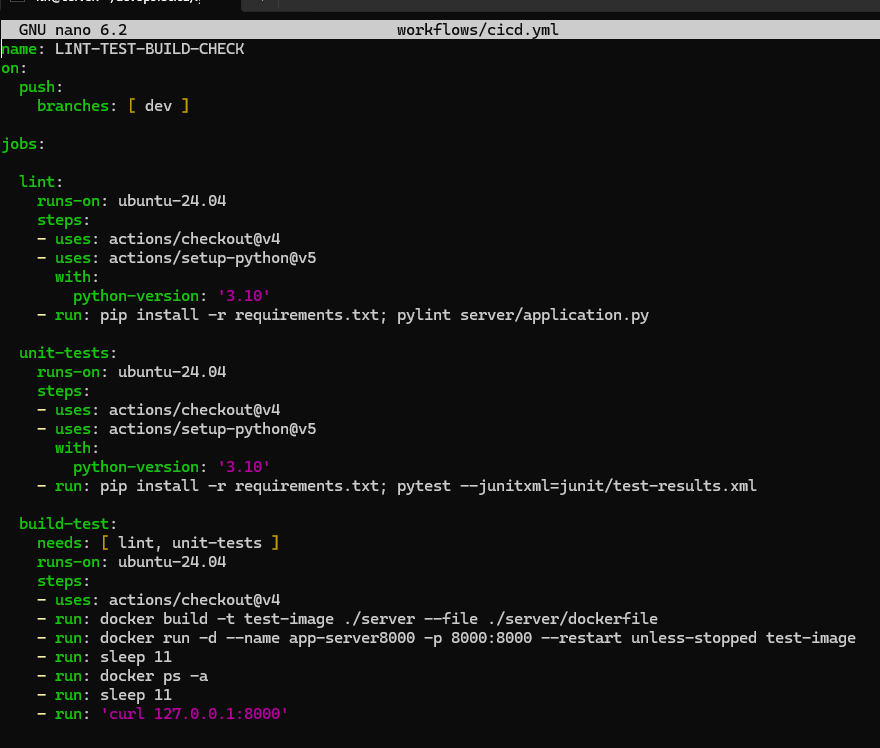 GNU nano 6.2 workflows/cicd.yml
name: LINT-TEST-BUILD-CHECK
on:
  push:
    branches: [ dev ]

jobs:

  lint:
    runs-on: ubuntu-24.04
    steps:
    - uses: actions/checkout@v4
    - uses: actions/setup-python@v5
      with:
        python-version: '3.10'
    - run: pip install -r requirements.txt; pylint server/application.py

  unit-tests:
    runs-on: ubuntu-24.04
    steps:
    - uses: actions/checkout@v4
    - uses: actions/setup-python@v5
      with:
        python-version: '3.10'
    - run: pip install -r requirements.txt; pytest --junitxml=junit/test-results.xml

  build-test:
    needs: [ lint, unit-tests ]
    runs-on: ubuntu-24.04
    steps:
    - uses: actions/checkout@v4
    - run: docker build -t test-image ./server --file ./server/dockerfile
    - run: docker run -d --name app-server8000 -p 8000:8000 --restart unless-stopped test-image
    - run: sleep 11
    - run: docker ps -a
    - run: sleep 11
    - run: 'curl 127.0.0.1:8000'